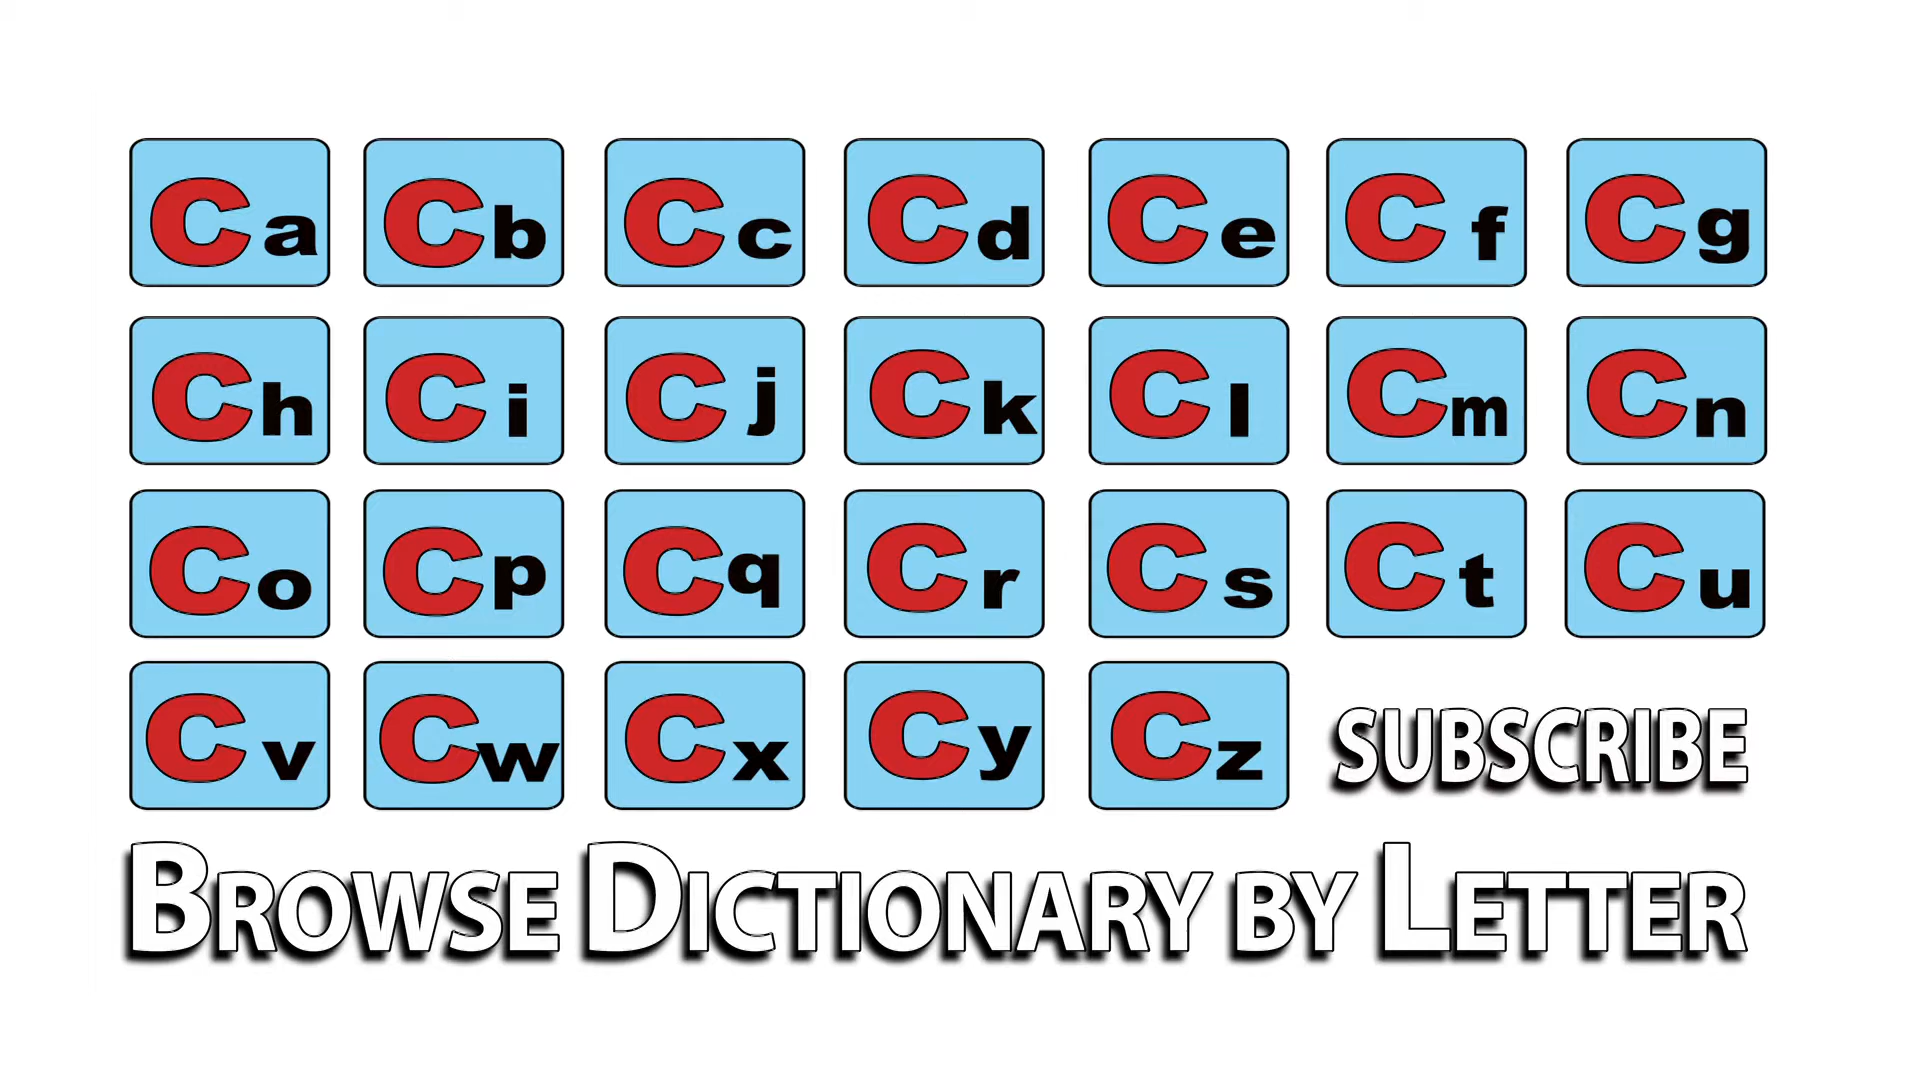 Ca Cb Cc Cd Ce Cf Cg
Ch Ci Cj Ck Cl Cm Cn
Co Cp Cq Cr Cs Ct Cu
Cv Cw Cx Cy Cz SUBSCRIBE
BROWSE DICTIONARY BY LETTER